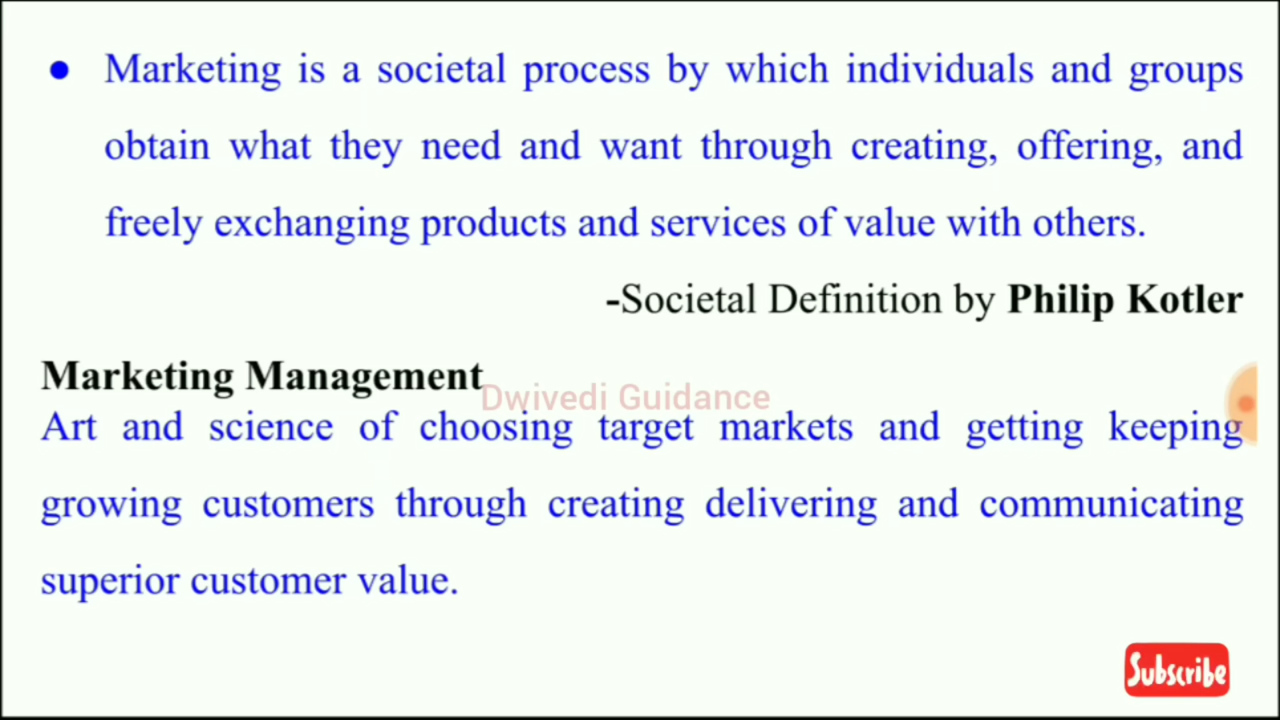 • Marketing is a societal process by which individuals and groups
obtain what they need and want through creating, offering, and
freely exchanging products and services of value with others.
-Societal Definition by Philip Kotler
Marketing Management
Dwivedi Guidance
Art and science of choosing target markets and getting keeping
growing customers through creating delivering and communicating
superior customer value.
Subscribe